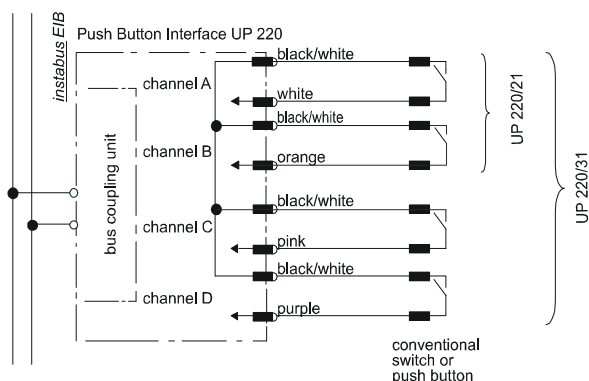 instabus EIB
Push Button Interface UP 220
bus coupling unit
channel A
black/white
white
channel B
black/white
orange
channel C
black/white
pink
channel D
black/white
purple
UP 220/21
UP 220/31
conventional
switch or
push button